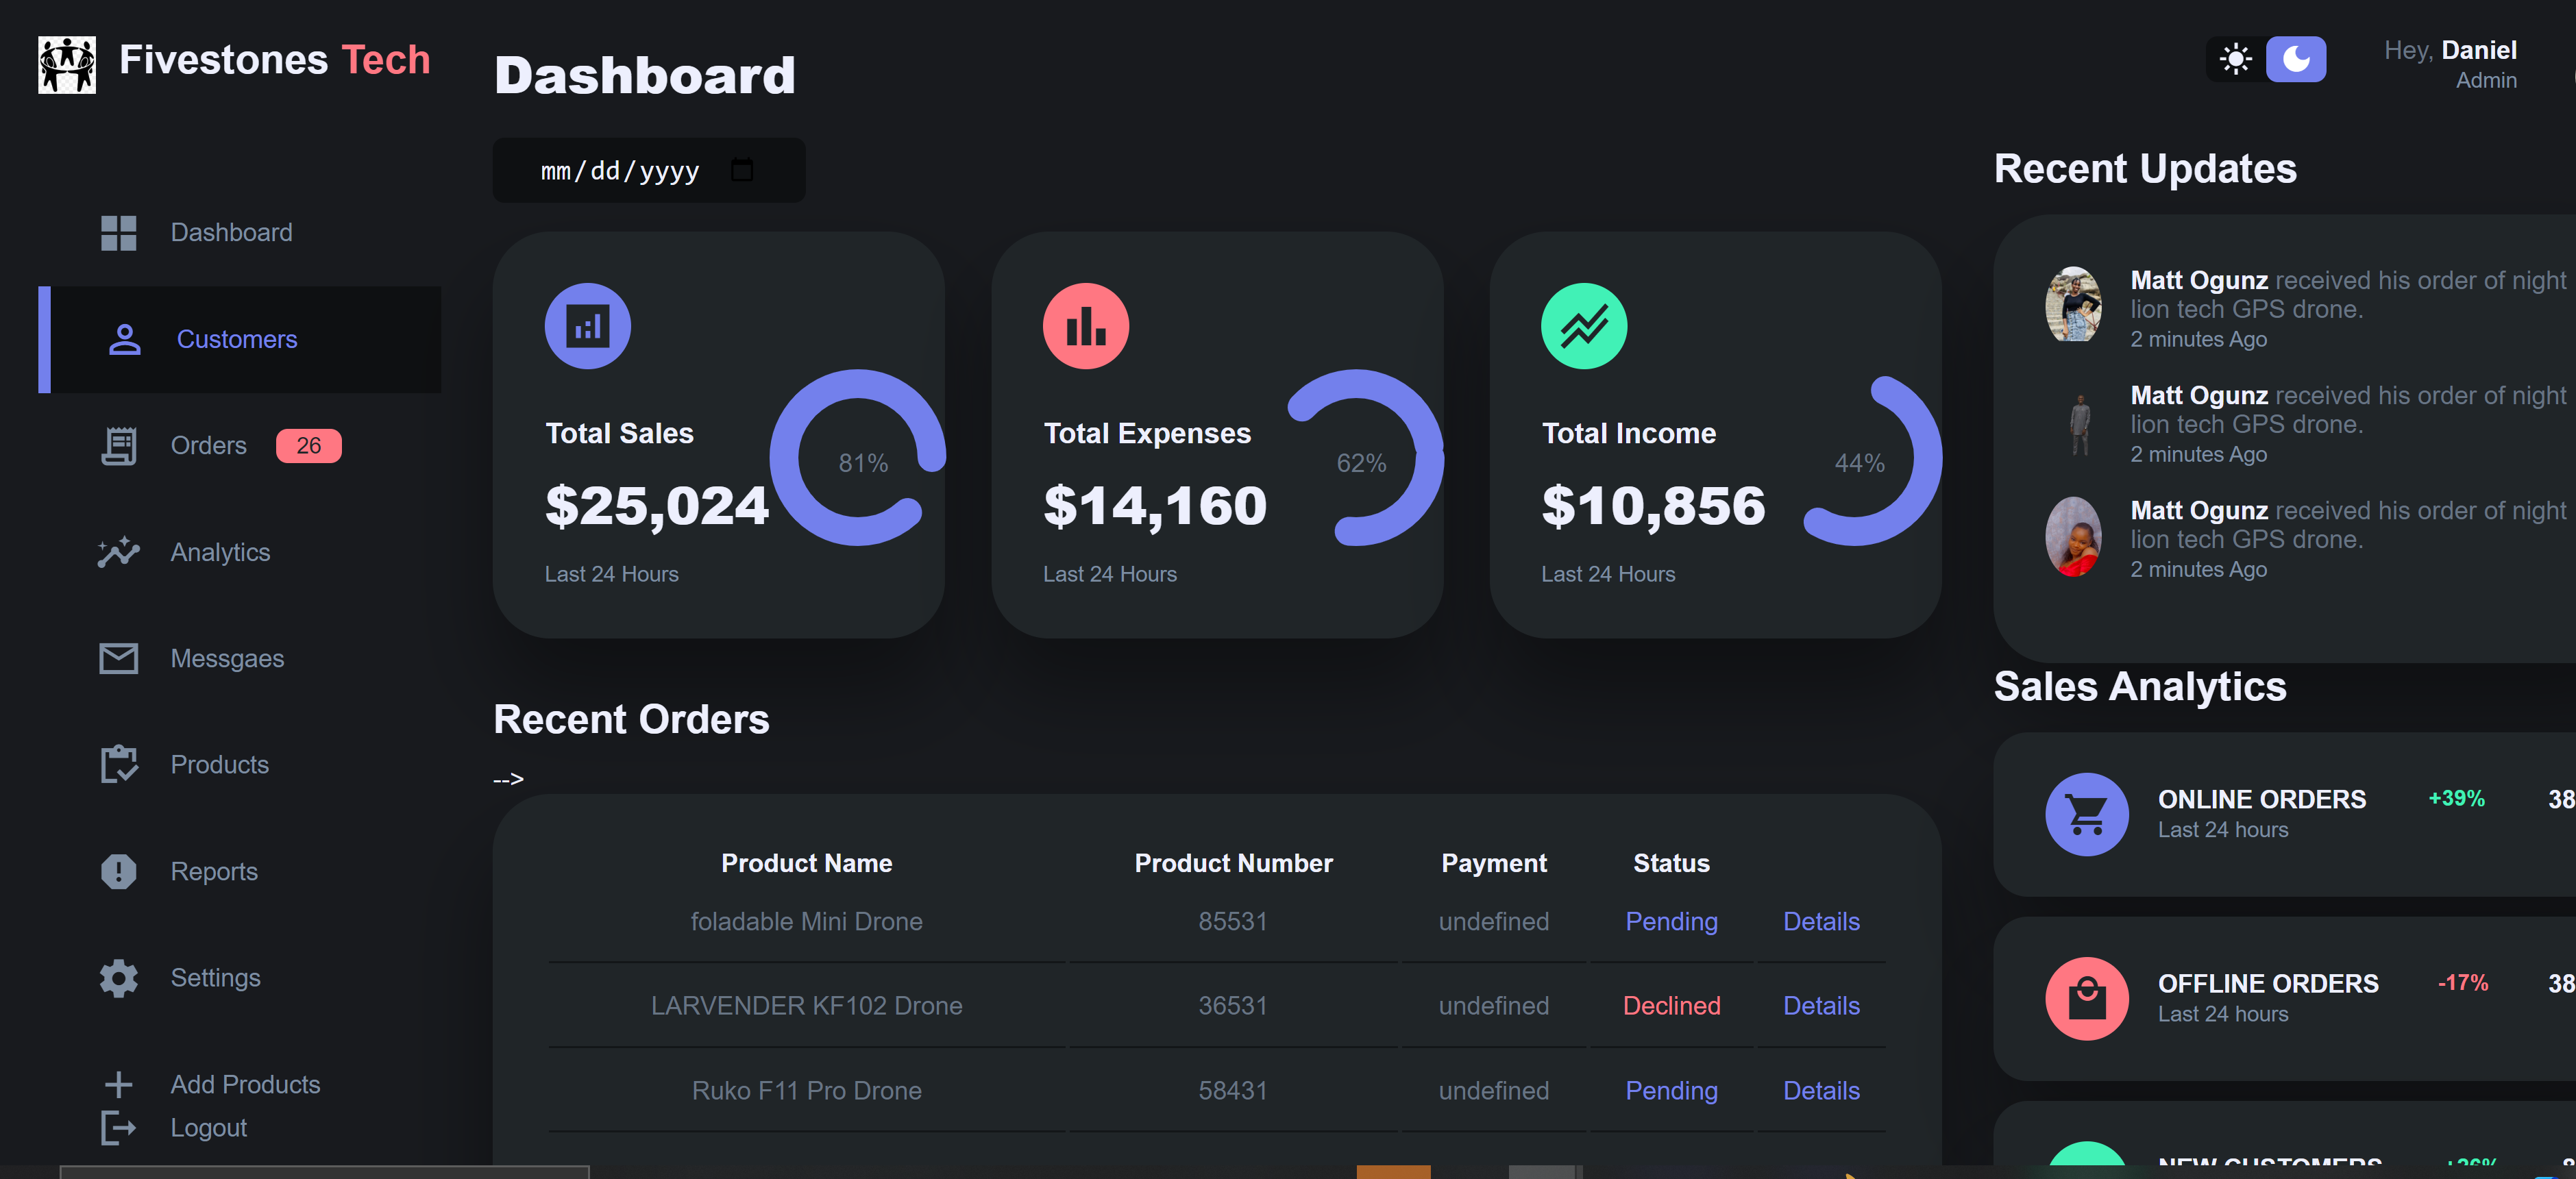 Fivestones Tech
Dashboard
Customers
Orders 26
Analytics
Messgaes
Products
Reports
Settings
Add Products
Logout
Dashboard
mm/dd/yyyy
Total Sales
$25,024
81%
Last 24 Hours
Total Expenses
$14,160
62%
Last 24 Hours
Total Income
$10,856
44%
Last 24 Hours
Recent Orders
-->
Product Name Product Number Payment Status
foladable Mini Drone 85531 undefined Pending Details
LARVENDER KF102 Drone 36531 undefined Declined Details
Ruko F11 Pro Drone 58431 undefined Pending Details
Hey, Daniel
Admin
Recent Updates
Matt Ogunz received his order of night
lion tech GPS drone.
2 minutes Ago
Matt Ogunz received his order of night
lion tech GPS drone.
2 minutes Ago
Matt Ogunz received his order of night
lion tech GPS drone.
2 minutes Ago
Sales Analytics
ONLINE ORDERS +39% 38
Last 24 hours
OFFLINE ORDERS -17% 38
Last 24 hours
NEW CUSTOMERS +26%